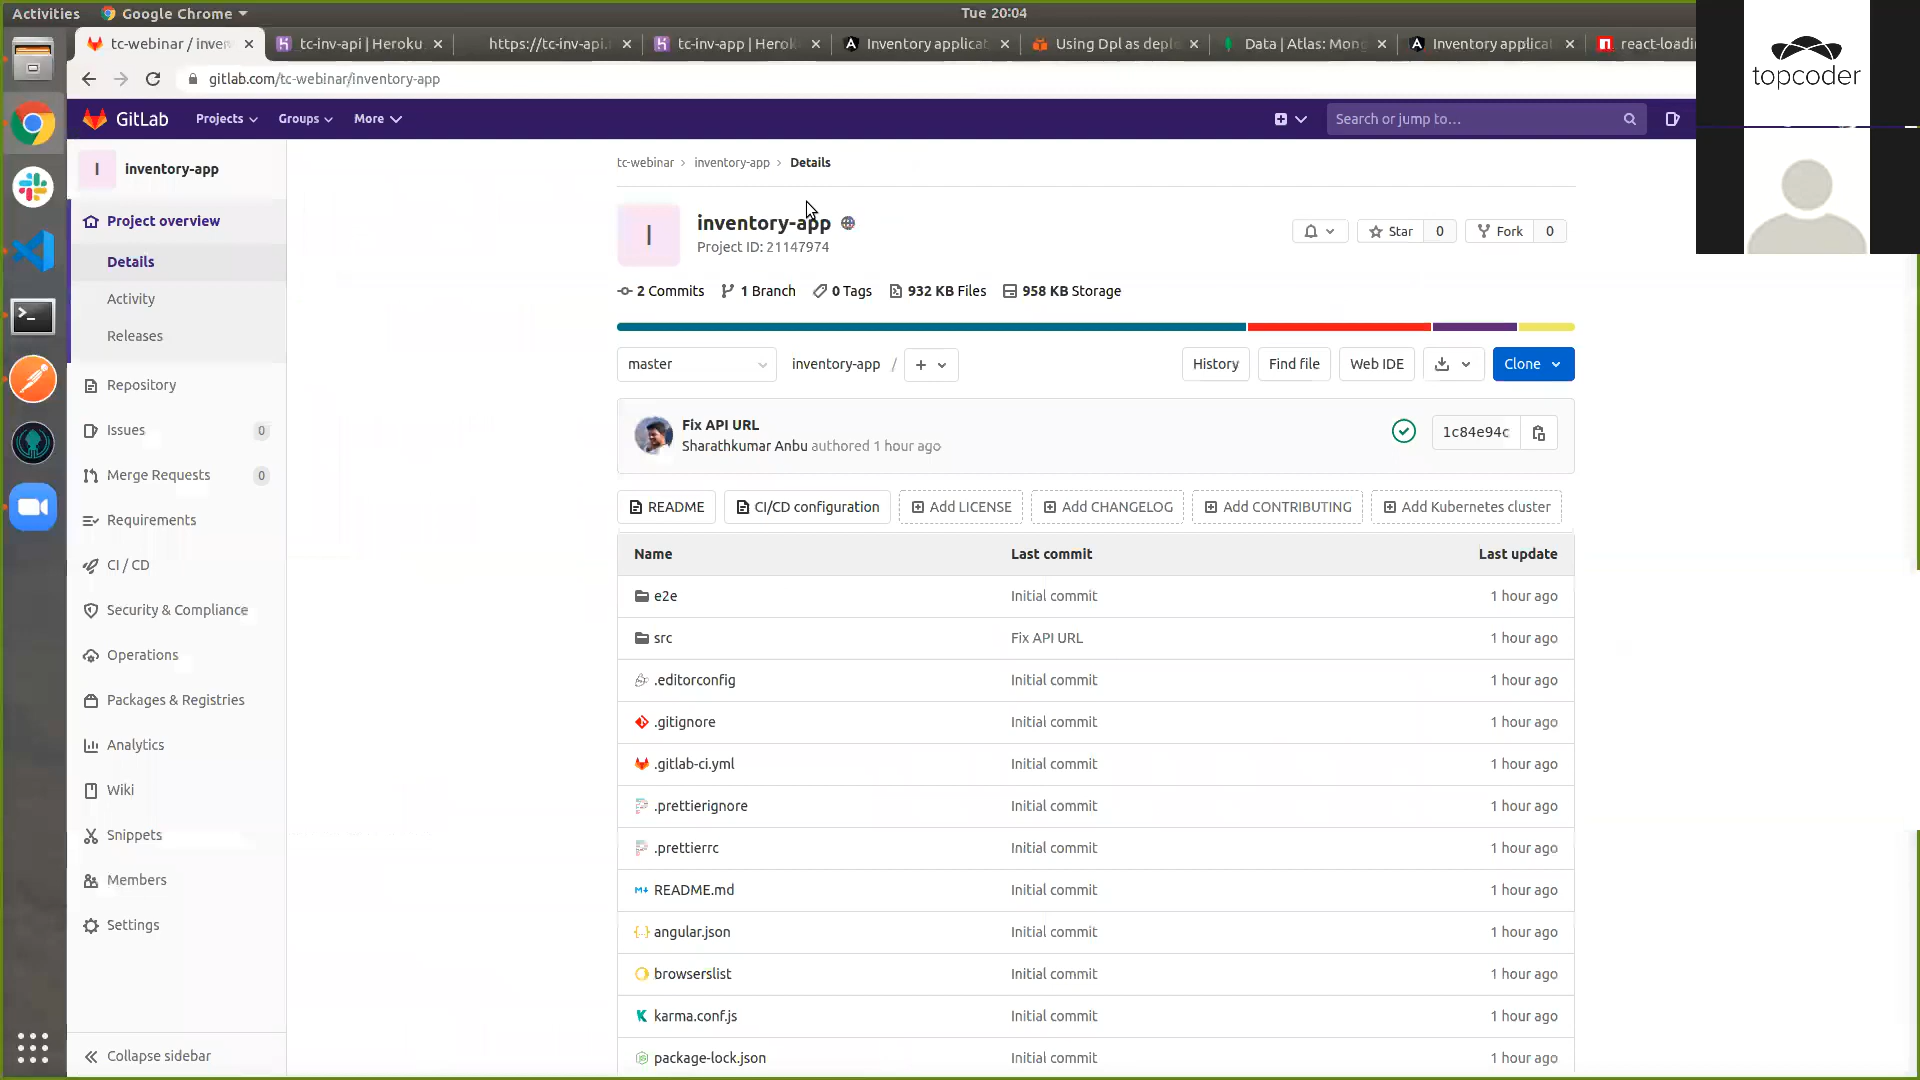 Activities
Google Chrome
Tue 20:04
tc-webinar / inven
tc-inv-api | Heroku
https://tc-inv-api.
tc-inv-app | Herok
Inventory applicat
Using Dpl as deplo
Data | Atlas: Mong
Inventory applicat
react-loadi
gitlab.com/tc-webinar/inventory-app
topcoder
GitLab
Projects
Groups
More
Search or jump to…
I
inventory-app
Project overview
Details
Activity
Releases
Repository
Issues 0
Merge Requests 0
Requirements
CI / CD
Security & Compliance
Operations
Packages & Registries
Analytics
Wiki
Snippets
Members
Settings
Collapse sidebar
tc-webinar › inventory-app › Details
I
inventory-app
Project ID: 21147974
Star 0
Fork 0
2 Commits
1 Branch
0 Tags
932 KB Files
958 KB Storage
master
inventory-app /
History
Find file
Web IDE
Clone
Fix API URL
Sharathkumar Anbu authored 1 hour ago
1c84e94c
README
CI/CD configuration
Add LICENSE
Add CHANGELOG
Add CONTRIBUTING
Add Kubernetes cluster
Name Last commit Last update
e2e Initial commit 1 hour ago
src Fix API URL 1 hour ago
.editorconfig Initial commit 1 hour ago
.gitignore Initial commit 1 hour ago
.gitlab-ci.yml Initial commit 1 hour ago
.prettierignore Initial commit 1 hour ago
.prettierrc Initial commit 1 hour ago
README.md Initial commit 1 hour ago
angular.json Initial commit 1 hour ago
browserslist Initial commit 1 hour ago
karma.conf.js Initial commit 1 hour ago
package-lock.json Initial commit 1 hour ago